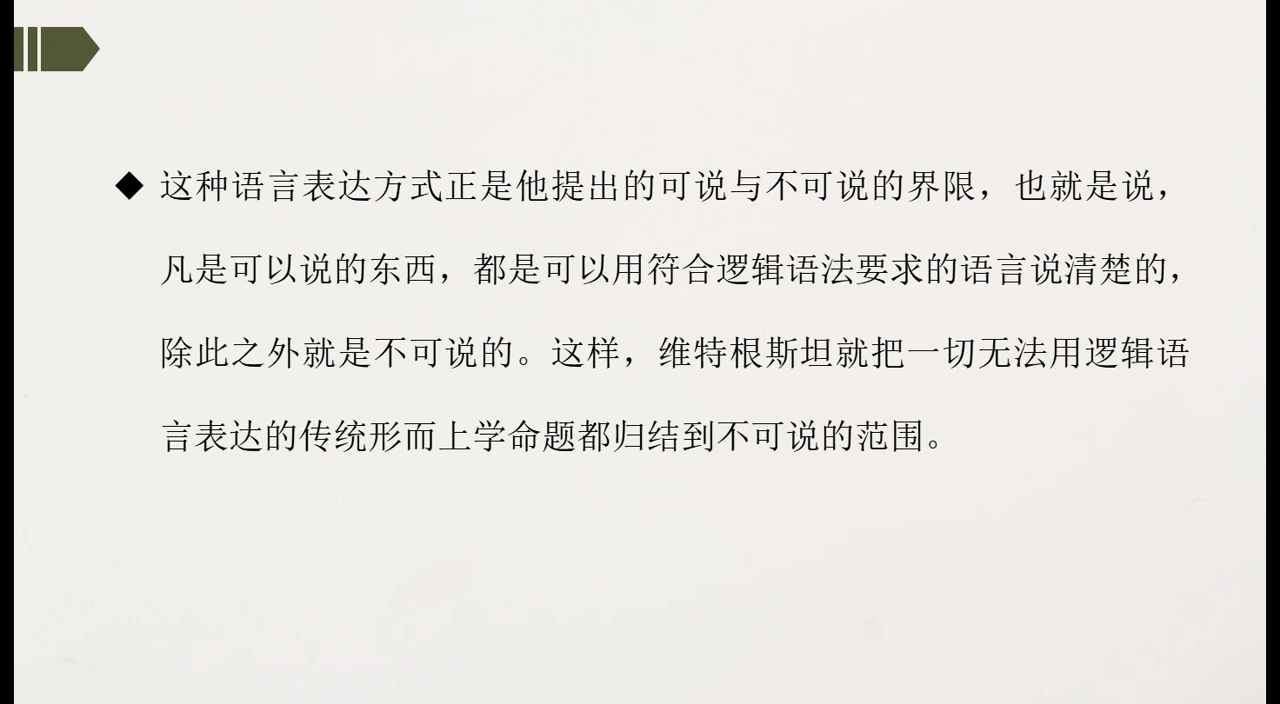 这种语言表达方式正是他提出的可说与不可说的界限，也就是说，
凡是可以说的东西，都是可以用符合逻辑语法要求的语言说清楚的，
除此之外就是不可说的。这样，维特根斯坦就把一切无法用逻辑语
言表达的传统形而上学命题都归结到不可说的范围。